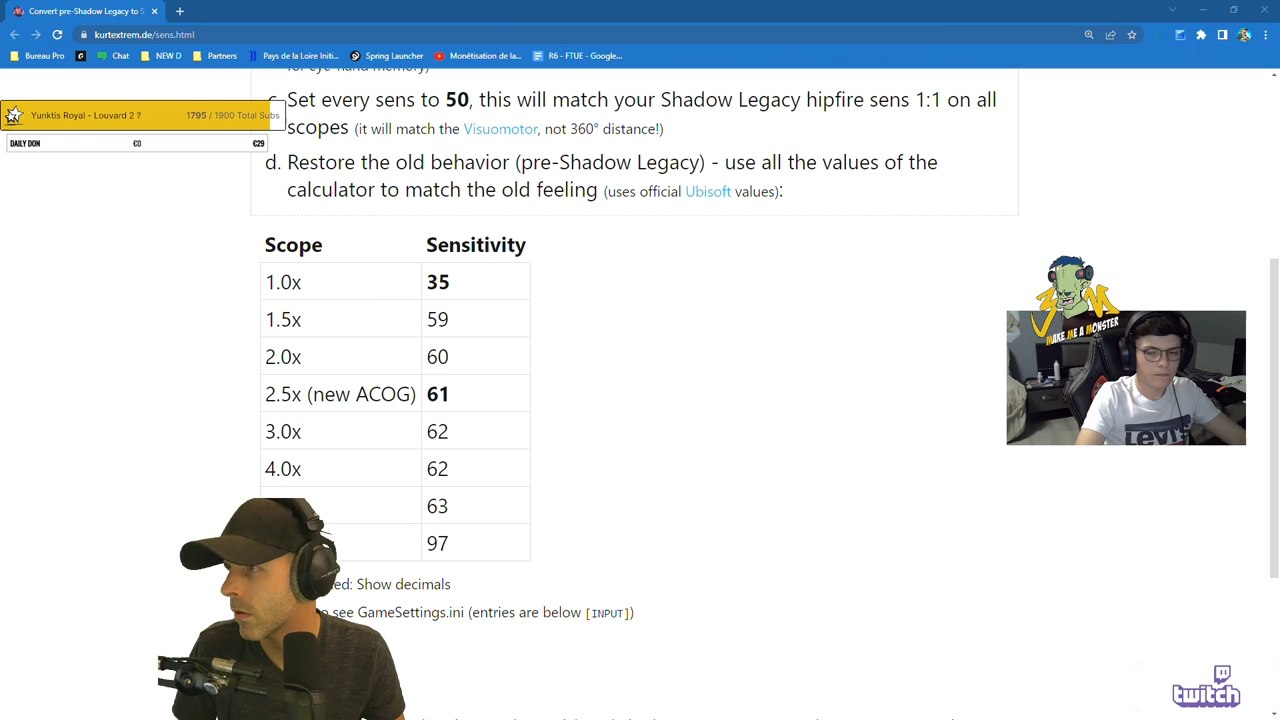 Convert pre-Shadow Legacy to S
kurtextrem.de/sens.html
Bureau Pro
Chat
NEW D
Partners
Pays de la Loire Initi...
Spring Launcher
Monétisation de la...
R6 - FTUE - Google...
for eye-hand memory)
c. Set every sens to 50, this will match your Shadow Legacy hipfire sens 1:1 on all
scopes (it will match the Visuomotor, not 360° distance!)
Yunktis Royal - Louvard 2 ? 1795 / 1900 Total Subs
DAILY DON €0 €29
d. Restore the old behavior (pre-Shadow Legacy) - use all the values of the
calculator to match the old feeling (uses official Ubisoft values):
Scope Sensitivity
1.0x 35
1.5x 59
2.0x 60
2.5x (new ACOG) 61
3.0x 62
4.0x 62
63
97
Show decimals
see GameSettings.ini (entries are below [INPUT])
MAKE ME A MONSTER
LEVI'S
twitch